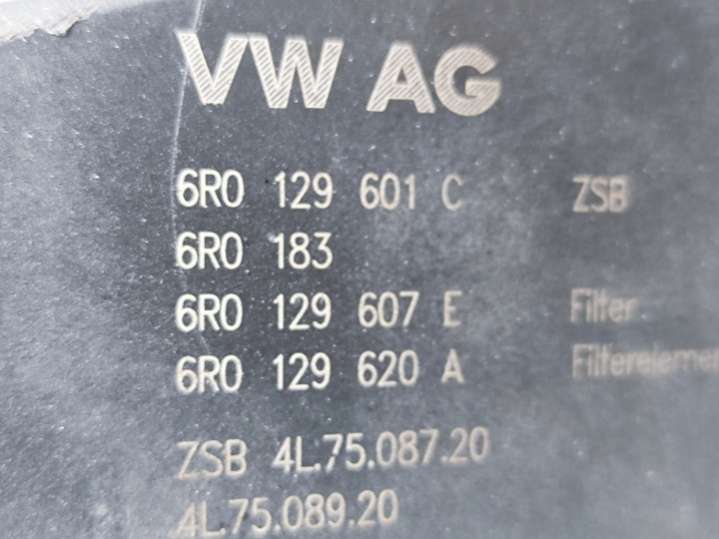 VW AG
6R0 129 601 C ZSB
6R0 183
6R0 129 607 E Filter
6R0 129 620 A
ZSB 4L.75.087.20
4L.75.089.20